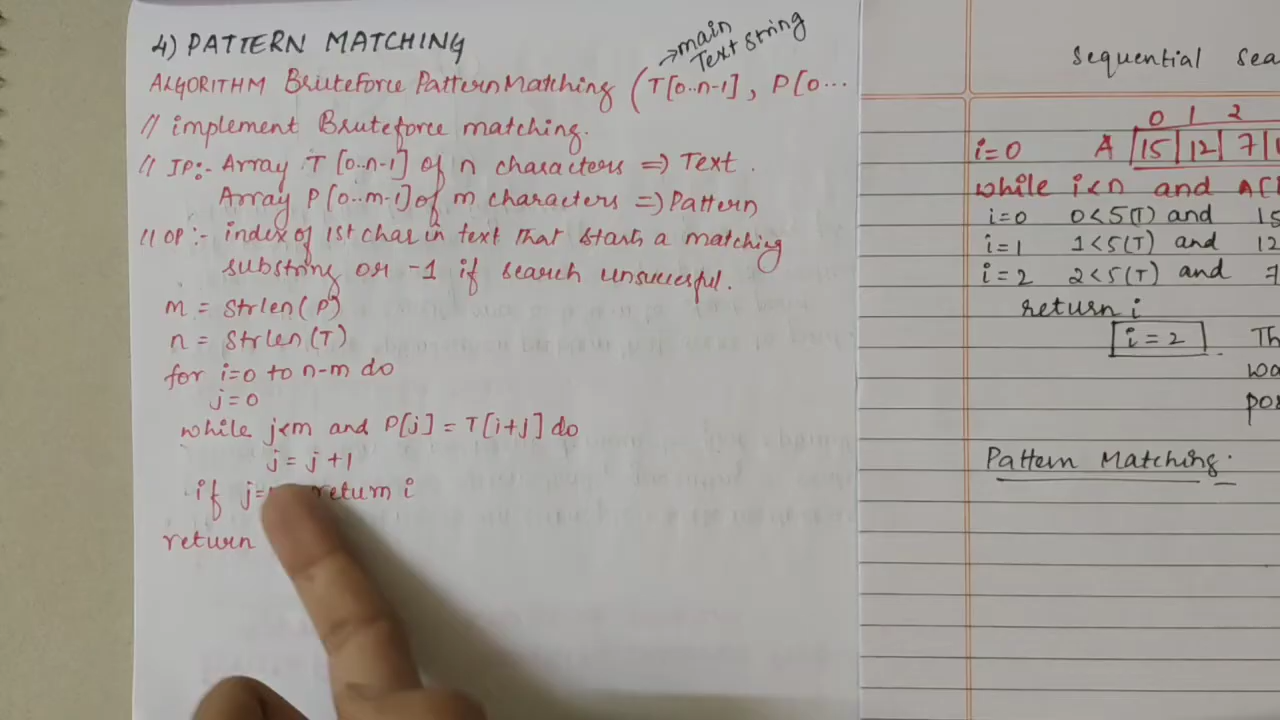 4) PATTERN MATCHING
→main
Text string
ALGORITHM Bruteforce Pattern Matching (T[0..n-1], P[0...
// implement Bruteforce matching.
// IP:- Array T [0..n-1] of n characters => Text.
Array P[0..m-1] of m characters => Pattern
// OP:- index of 1st char in text that starts a matching
substring or -1 if search unsuccesful.
m = Strlen(P)
n = Strlen(T)
for i=0 to n-m do
j=0
while j<m and P[j] = T[i+j] do
j = j +1
if j= return i
return
Sequential Sea
0 1 2
i=0 A 15 12 7
while i<n and A[
i=0 0<5(T) and 15
i=1 1<5(T) and 12
i=2 2<5(T) and 7
return i
i=2 Th
wa
pos
Pattern Matching.